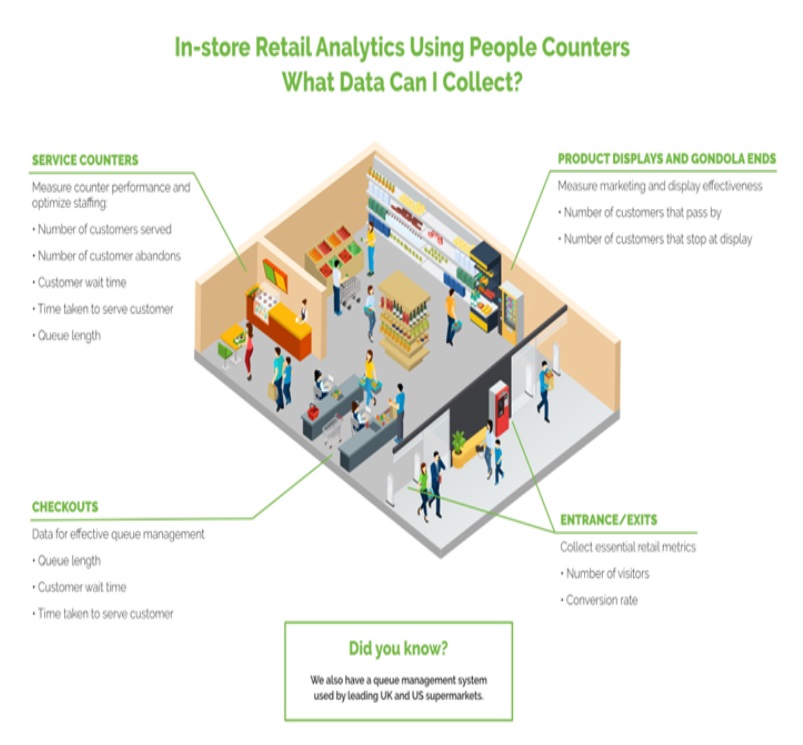 In-store Retail Analytics Using People Counters
What Data Can I Collect?
SERVICE COUNTERS
Measure counter performance and
optimize staffing:
• Number of customers served
• Number of customer abandons
• Customer wait time
• Time taken to serve customer
• Queue length
PRODUCT DISPLAYS AND GONDOLA ENDS
Measure marketing and display effectiveness
• Number of customers that pass by
• Number of customers that stop at display
CHECKOUTS
Data for effective queue management
• Queue length
• Customer wait time
• Time taken to serve customer
ENTRANCE/EXITS
Collect essential retail metrics
• Number of visitors
• Conversion rate
Did you know?
We also have a queue management system
used by leading UK and US supermarkets.